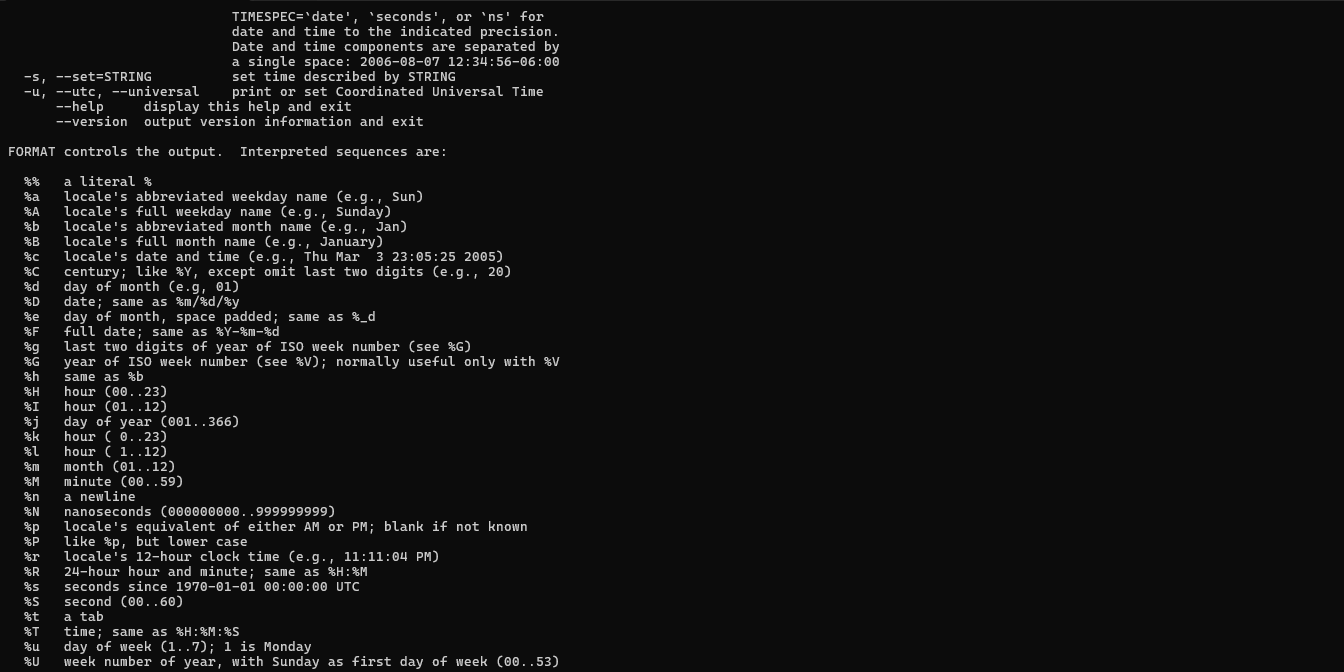 TIMESPEC=`date', `seconds', or `ns' for
                            date and time to the indicated precision.
                            Date and time components are separated by
                            a single space: 2006-08-07 12:34:56-06:00
  -s, --set=STRING          set time described by STRING
  -u, --utc, --universal    print or set Coordinated Universal Time
      --help     display this help and exit
      --version  output version information and exit

FORMAT controls the output.  Interpreted sequences are:

  %%   a literal %
  %a   locale's abbreviated weekday name (e.g., Sun)
  %A   locale's full weekday name (e.g., Sunday)
  %b   locale's abbreviated month name (e.g., Jan)
  %B   locale's full month name (e.g., January)
  %c   locale's date and time (e.g., Thu Mar  3 23:05:25 2005)
  %C   century; like %Y, except omit last two digits (e.g., 20)
  %d   day of month (e.g, 01)
  %D   date; same as %m/%d/%y
  %e   day of month, space padded; same as %_d
  %F   full date; same as %Y-%m-%d
  %g   last two digits of year of ISO week number (see %G)
  %G   year of ISO week number (see %V); normally useful only with %V
  %h   same as %b
  %H   hour (00..23)
  %I   hour (01..12)
  %j   day of year (001..366)
  %k   hour ( 0..23)
  %l   hour ( 1..12)
  %m   month (01..12)
  %M   minute (00..59)
  %n   a newline
  %N   nanoseconds (000000000..999999999)
  %p   locale's equivalent of either AM or PM; blank if not known
  %P   like %p, but lower case
  %r   locale's 12-hour clock time (e.g., 11:11:04 PM)
  %R   24-hour hour and minute; same as %H:%M
  %s   seconds since 1970-01-01 00:00:00 UTC
  %S   second (00..60)
  %t   a tab
  %T   time; same as %H:%M:%S
  %u   day of week (1..7); 1 is Monday
  %U   week number of year, with Sunday as first day of week (00..53)